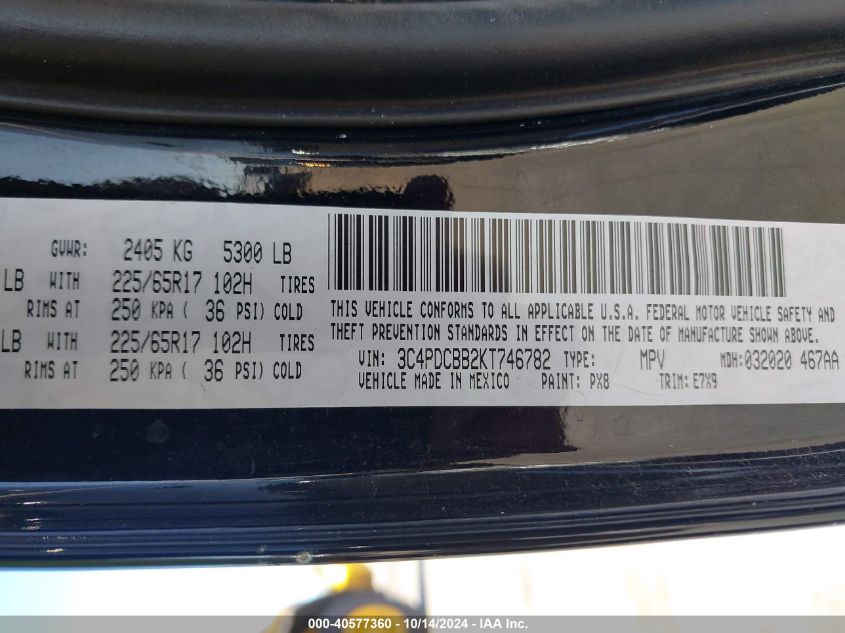 GVWR: 2405 KG 5300 LB
LB WITH 225/65R17 102H TIRES
RIMS AT 250 KPA ( 36 PSI) COLD
LB WITH 225/65R17 102H TIRES
RIMS AT 250 KPA ( 36 PSI) COLD
THIS VEHICLE CONFORMS TO ALL APPLICABLE U.S.A. FEDERAL MOTOR VEHICLE SAFETY AND
THEFT PREVENTION STANDARDS IN EFFECT ON THE DATE OF MANUFACTURE SHOWN ABOVE.
VIN: 3C4PDCBB2KT746782 TYPE: MPV MDH:032020 467AA
VEHICLE MADE IN MEXICO PAINT: PX8 TRIM: E7X9
000-40577360 - 10/14/2024 - IAA Inc.